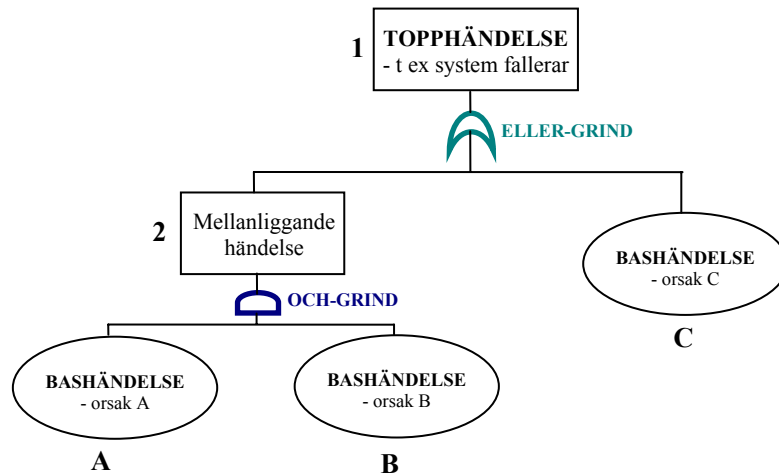 1
TOPPHÄNDELSE
- t ex system fallerar
ELLER-GRIND
2
Mellanliggande
händelse
BASHÄNDELSE
- orsak C
OCH-GRIND
C
BASHÄNDELSE
- orsak A
BASHÄNDELSE
- orsak B
A
B